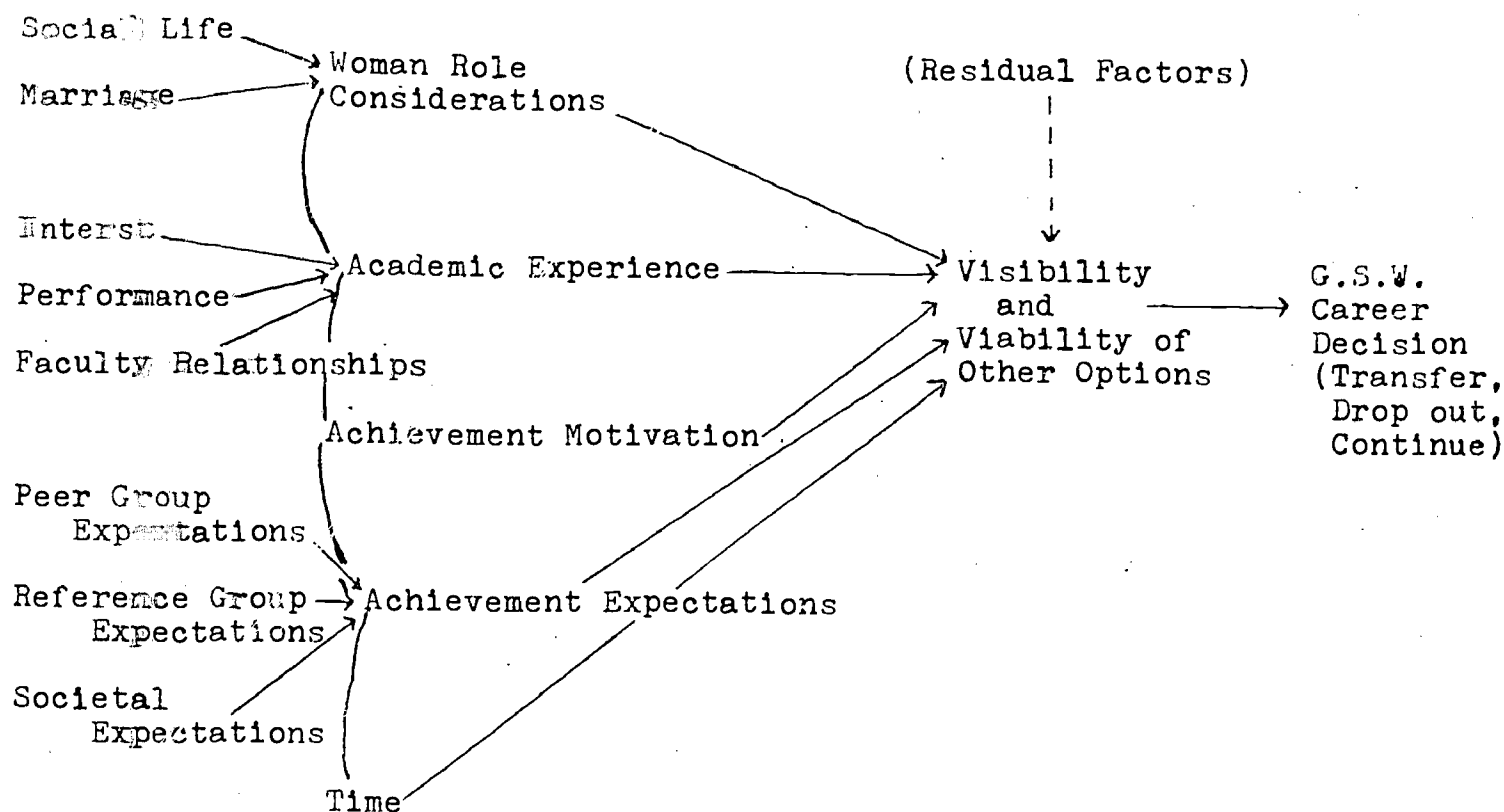 Social Life
Marriage
Woman Role
Considerations
(Residual Factors)
Interst
Performance
Faculty Relationships
Academic Experience
Visibility
and
Viability of
Other Options
G.S.W.
Career
Decision
(Transfer,
Drop out,
Continue)
Achievement Motivation
Peer Group
Expectations
Reference Group
Expectations
Achievement Expectations
Societal
Expectations
Time